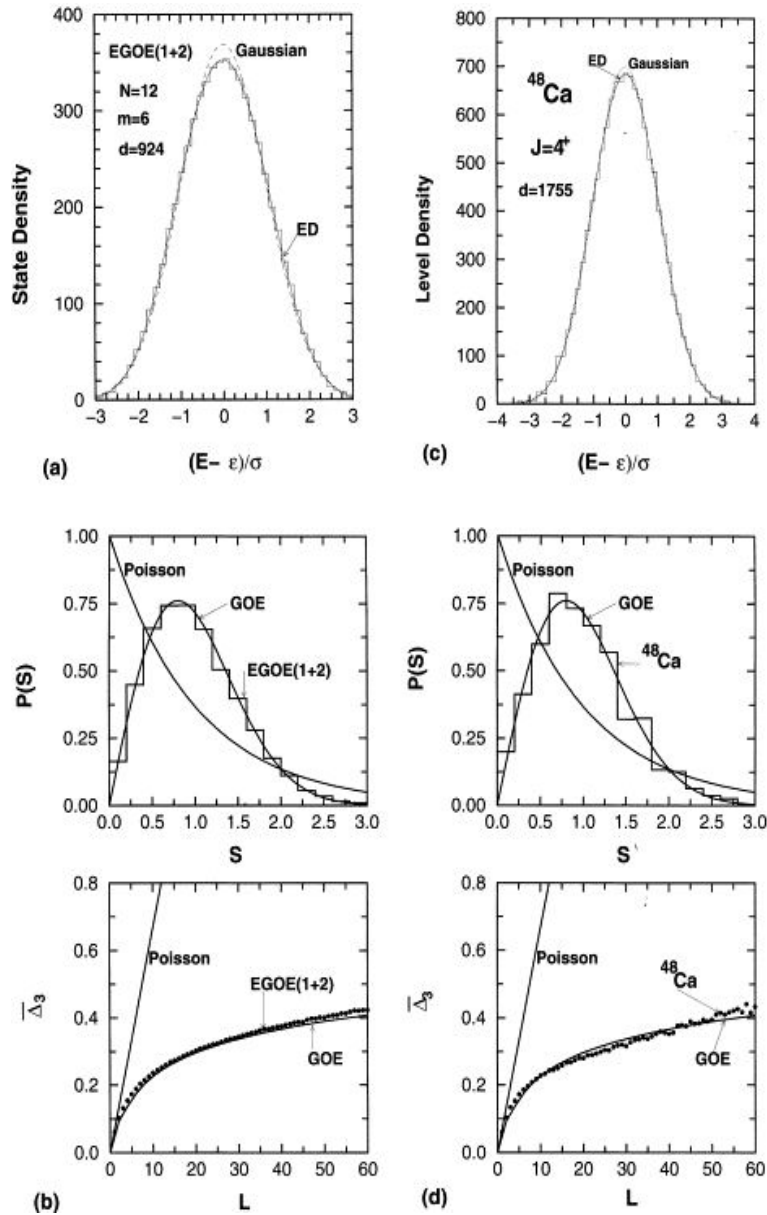 EGOE(1+2)
Gaussian
N=12
m=6
d=924
ED
400
300
200
100
0
State Density
−3 −2 −1 0 1 2 3
(a)
(E− ε)/σ
ED
Gaussian
48Ca
J=4+
d=1755
800
700
600
500
400
300
200
100
0
Level Density
−4 −3 −2 −1 0 1 2 3 4
(c)
(E− ε)/σ
Poisson
GOE
EGOE(1+2)
1.00
0.75
0.50
0.25
0.00
P(S)
0.0 0.5 1.0 1.5 2.0 2.5 3.0
S
Poisson
GOE
48Ca
1.00
0.75
0.50
0.25
0.00
P(S)
0.0 0.5 1.0 1.5 2.0 2.5 3.0
S
Poisson
EGOE(1+2)
GOE
0.8
0.6
0.4
0.2
0.0
Δ̅3
0 10 20 30 40 50 60
(b)
L
Poisson
48Ca
GOE
0.8
0.6
0.4
0.2
0.0
Δ̅3
0 10 20 30 40 50 60
(d)
L